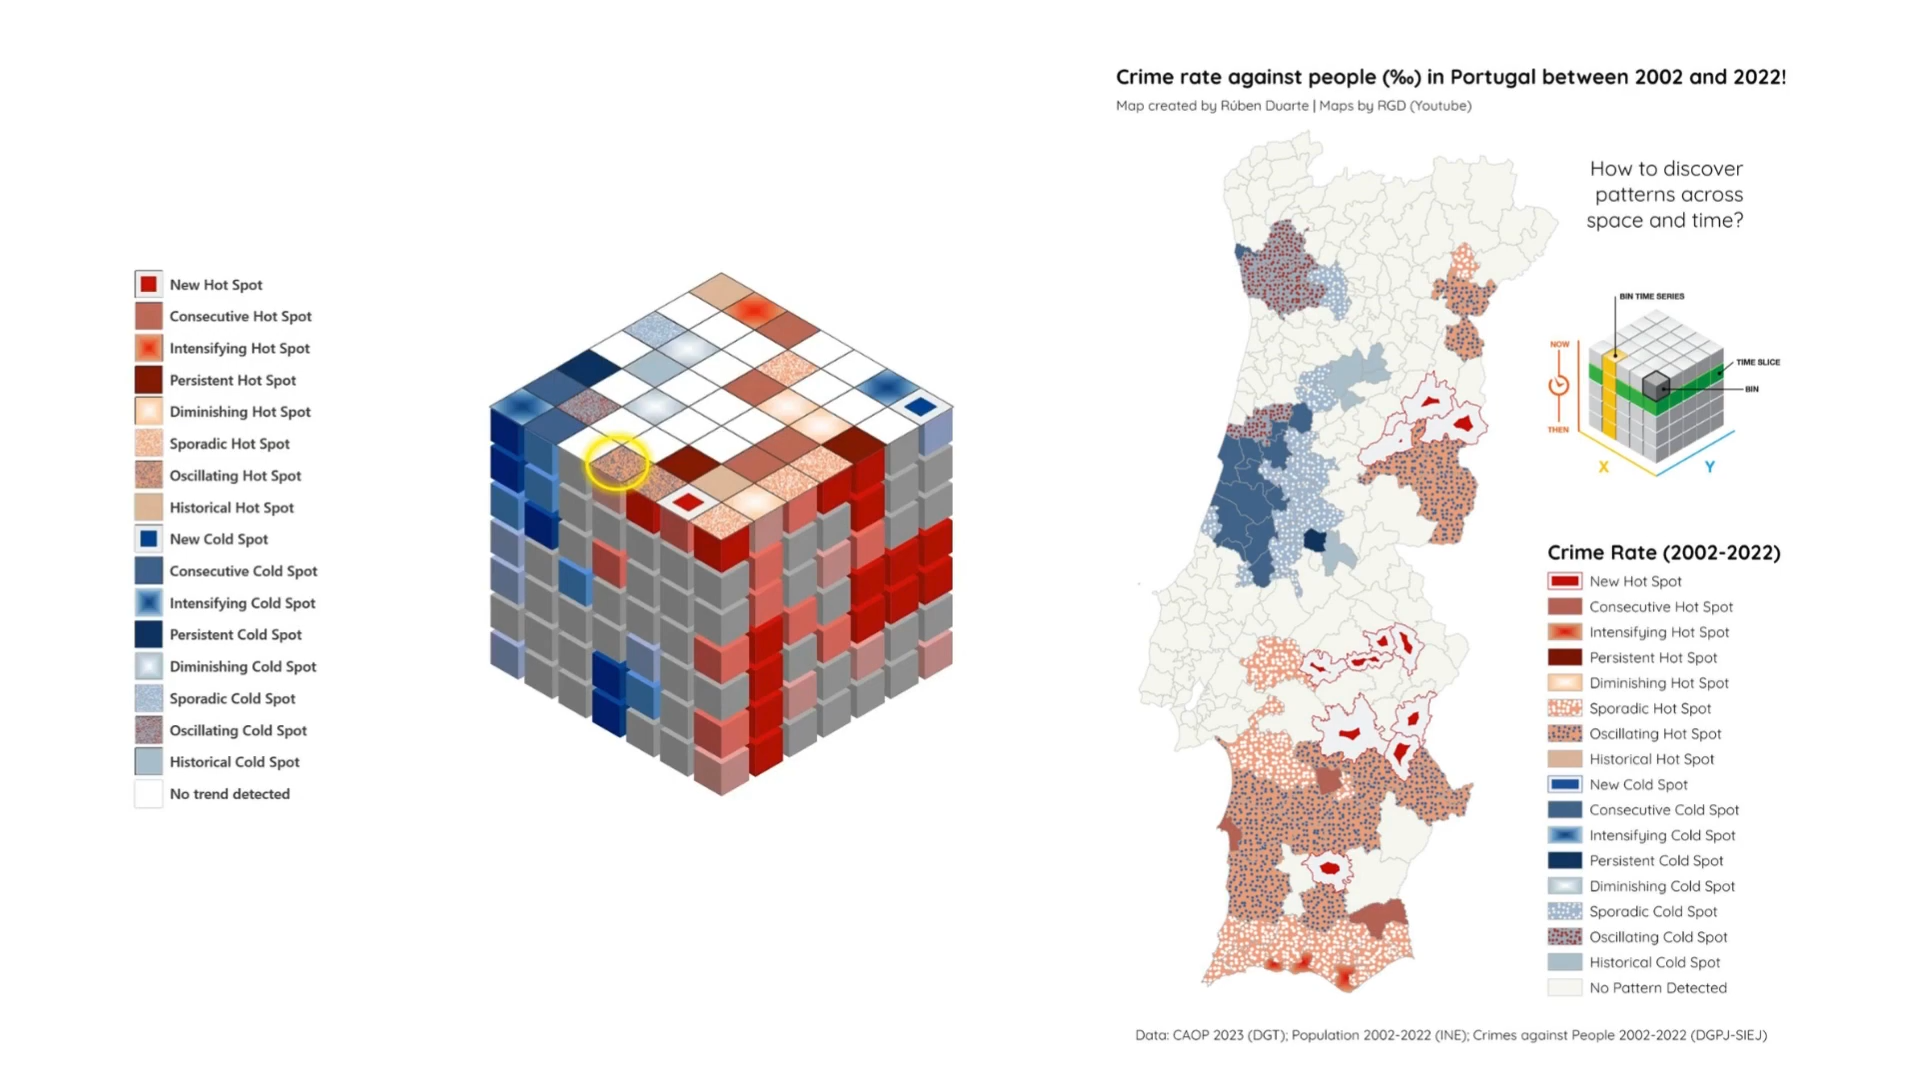 New Hot Spot
Consecutive Hot Spot
Intensifying Hot Spot
Persistent Hot Spot
Diminishing Hot Spot
Sporadic Hot Spot
Oscillating Hot Spot
Historical Hot Spot
New Cold Spot
Consecutive Cold Spot
Intensifying Cold Spot
Persistent Cold Spot
Diminishing Cold Spot
Sporadic Cold Spot
Oscillating Cold Spot
Historical Cold Spot
No trend detected
Crime rate against people (‰) in Portugal between 2002 and 2022!
Map created by Rúben Duarte | Maps by RGD (Youtube)
How to discover
patterns across
space and time?
BIN TIME SERIES
NOW
TIME SLICE
BIN
THEN
X
Y
Crime Rate (2002-2022)
New Hot Spot
Consecutive Hot Spot
Intensifying Hot Spot
Persistent Hot Spot
Diminishing Hot Spot
Sporadic Hot Spot
Oscillating Hot Spot
Historical Hot Spot
New Cold Spot
Consecutive Cold Spot
Intensifying Cold Spot
Persistent Cold Spot
Diminishing Cold Spot
Sporadic Cold Spot
Oscillating Cold Spot
Historical Cold Spot
No Pattern Detected
Data: CAOP 2023 (DGT); Population 2002-2022 (INE); Crimes against People 2002-2022 (DGPJ-SIEJ)